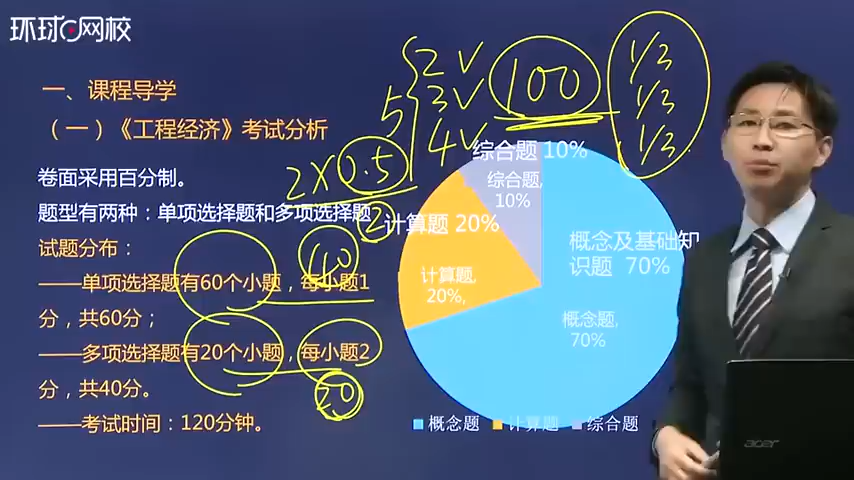 环球网校
一、课程导学
（一）《工程经济》考试分析
卷面采用百分制。
题型有两种：单项选择题和多项选择题
试题分布：
——单项选择题有60个小题，每小题1
分，共60分；
——多项选择题有20个小题，每小题2
分，共40分。
——考试时间：120分钟。
5
2√
3√
4√
100
1/3
1/3
1/3
2×0.5
2
40
20
综合题 10%
综合题,
10%
计算题 20%
计算题,
20%,
概念及基础知
识题 70%
概念题,
70%
概念题 计算题 综合题
acer